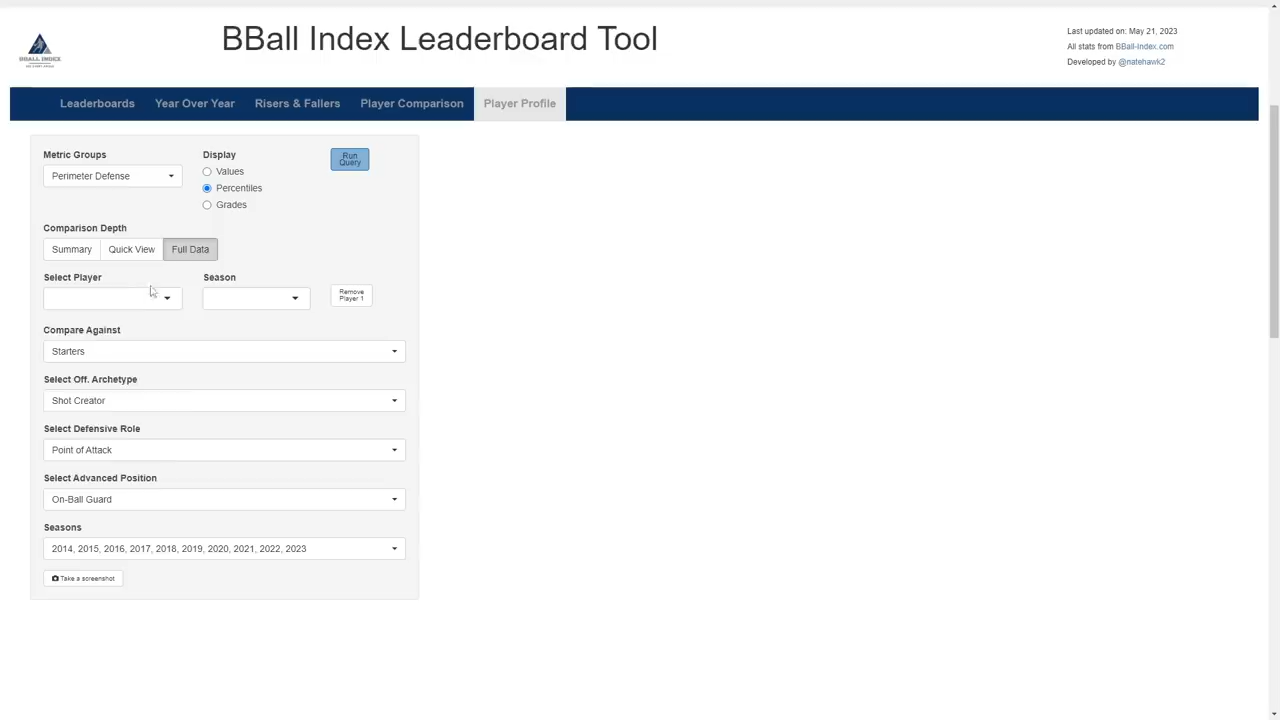 BBall Index Leaderboard Tool
Last updated on: May 21, 2023
All stats from BBall-Index.com
Developed by @natehawk2
BBALL INDEX
Leaderboards Year Over Year Risers & Fallers Player Comparison Player Profile
Metric Groups Display Run Query
Perimeter Defense Values
Percentiles
Grades
Comparison Depth
Summary Quick View Full Data
Select Player Season Remove Player 1
Compare Against
Starters
Select Off. Archetype
Shot Creator
Select Defensive Role
Point of Attack
Select Advanced Position
On-Ball Guard
Seasons
2014, 2015, 2016, 2017, 2018, 2019, 2020, 2021, 2022, 2023
Take a screenshot